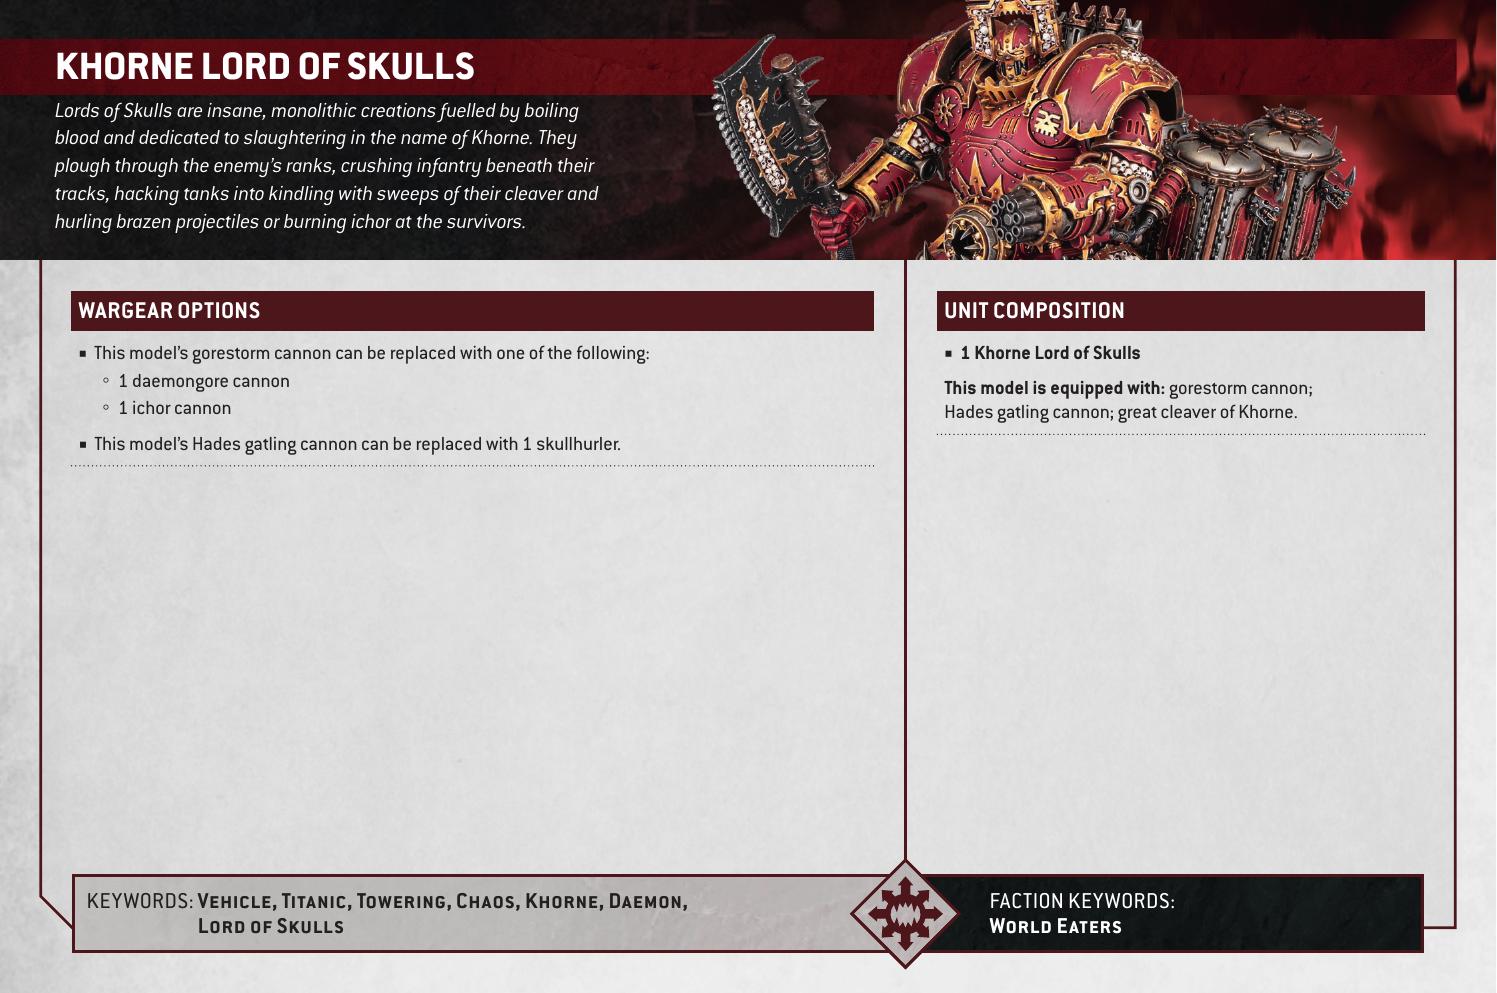 KHORNE LORD OF SKULLS
Lords of Skulls are insane, monolithic creations fuelled by boiling
blood and dedicated to slaughtering in the name of Khorne. They
plough through the enemy’s ranks, crushing infantry beneath their
tracks, hacking tanks into kindling with sweeps of their cleaver and
hurling brazen projectiles or burning ichor at the survivors.
WARGEAR OPTIONS
■ This model’s gorestorm cannon can be replaced with one of the following:
◦ 1 daemongore cannon
◦ 1 ichor cannon
■ This model’s Hades gatling cannon can be replaced with 1 skullhurler.
UNIT COMPOSITION
■ 1 Khorne Lord of Skulls
This model is equipped with: gorestorm cannon;
Hades gatling cannon; great cleaver of Khorne.
KEYWORDS: Vehicle, Titanic, Towering, Chaos, Khorne, Daemon,
Lord of Skulls
FACTION KEYWORDS:
World Eaters